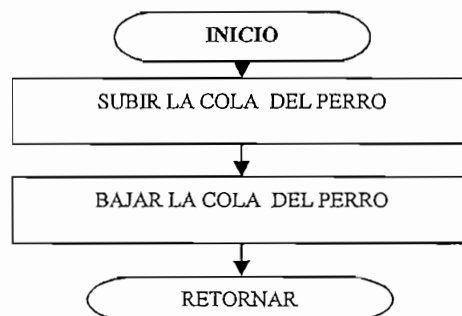 INICIO
SUBIR LA COLA DEL PERRO
BAJAR LA COLA DEL PERRO
RETORNAR